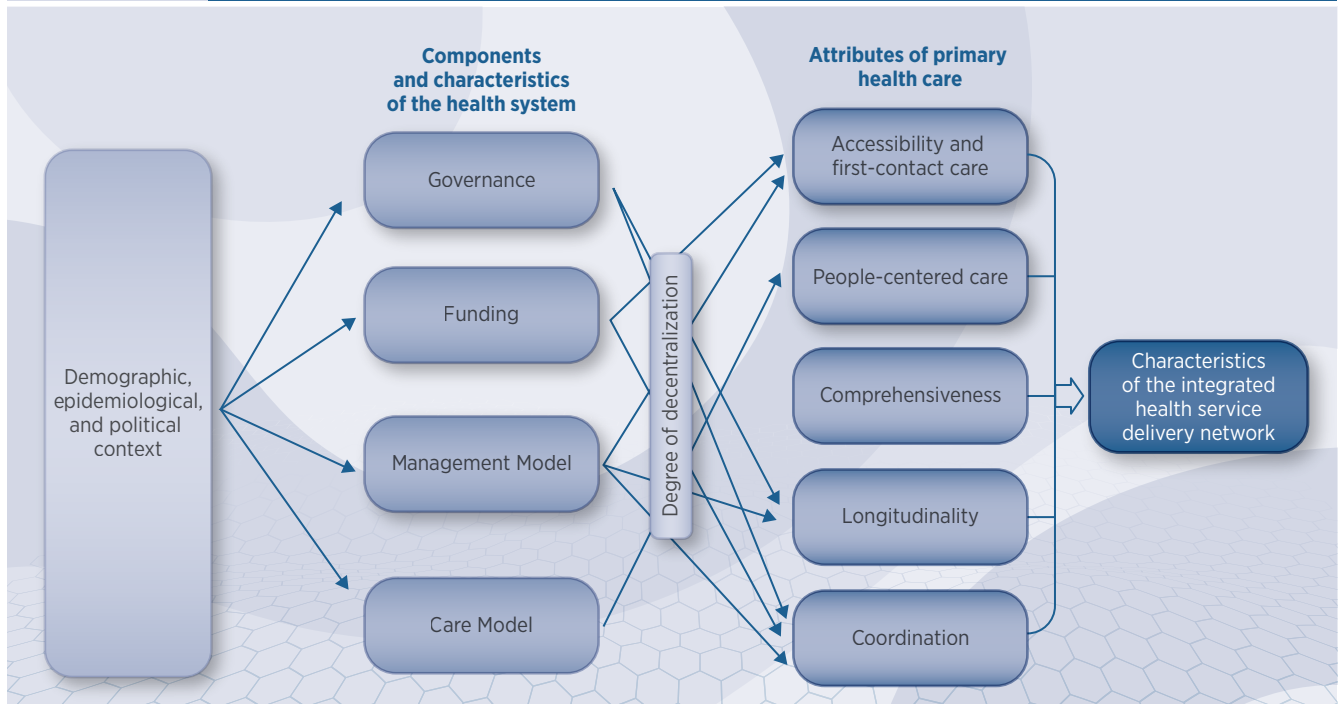 Components
and characteristics
of the health system
Attributes of primary
health care
Demographic,
epidemiological,
and political
context
Governance
Funding
Management Model
Care Model
Degree of decentralization
Accessibility and
first-contact care
People-centered care
Comprehensiveness
Longitudinality
Coordination
Characteristics
of the integrated
health service
delivery network